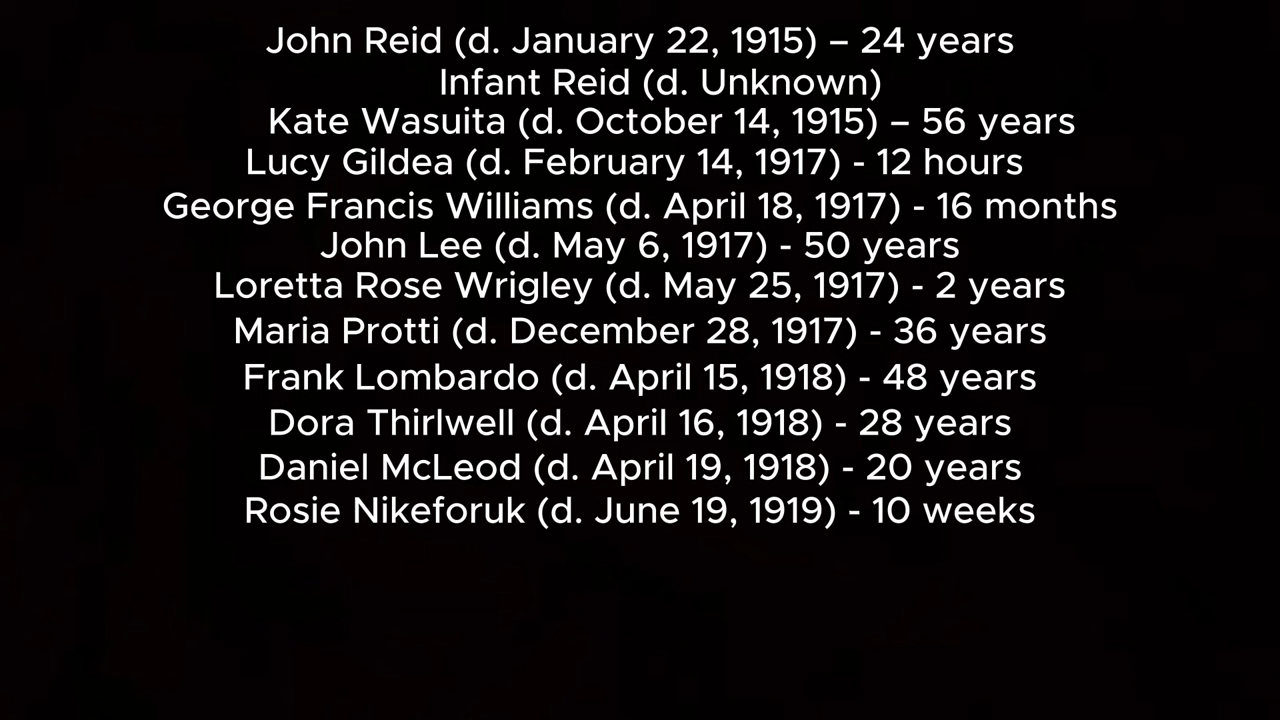 John Reid (d. January 22, 1915) – 24 years
Infant Reid (d. Unknown)
Kate Wasuita (d. October 14, 1915) – 56 years
Lucy Gildea (d. February 14, 1917) - 12 hours
George Francis Williams (d. April 18, 1917) - 16 months
John Lee (d. May 6, 1917) - 50 years
Loretta Rose Wrigley (d. May 25, 1917) - 2 years
Maria Protti (d. December 28, 1917) - 36 years
Frank Lombardo (d. April 15, 1918) - 48 years
Dora Thirlwell (d. April 16, 1918) - 28 years
Daniel McLeod (d. April 19, 1918) - 20 years
Rosie Nikeforuk (d. June 19, 1919) - 10 weeks